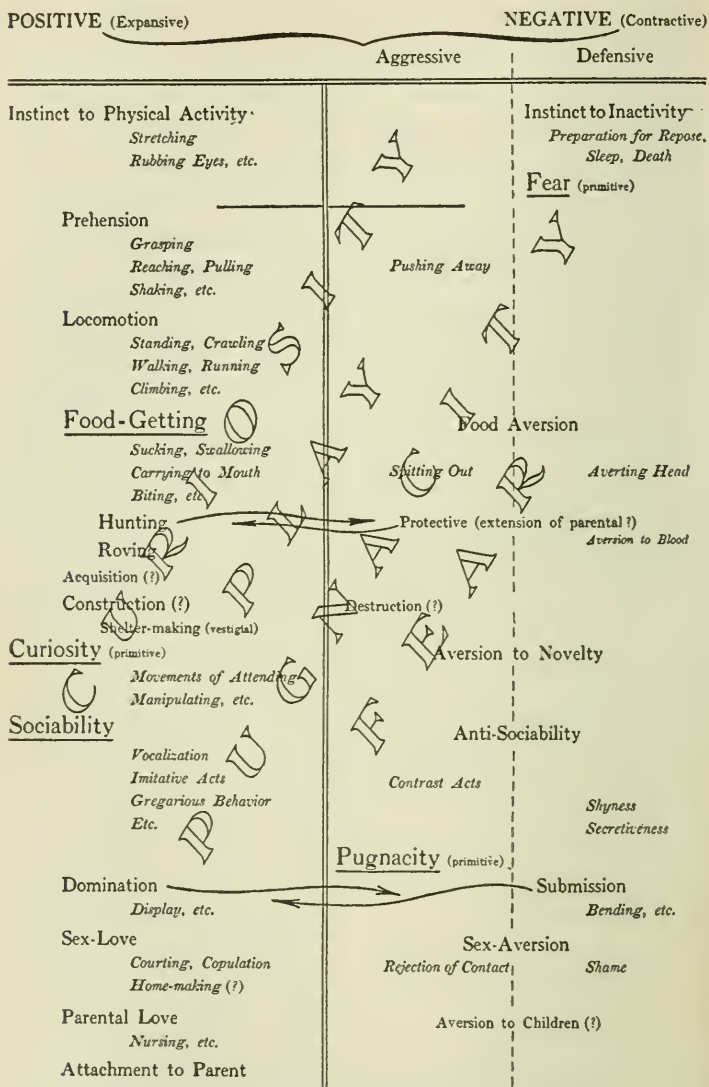 POSITIVE (Expansive) NEGATIVE (Contractive)
Aggressive Defensive
Instinct to Physical Activity Instinct to Inactivity
Stretching Preparation for Repose,
Rubbing Eyes, etc. Sleep, Death
Fear (primitive)
Prehension
Grasping
Reaching, Pulling Pushing Away
Shaking, etc.
Locomotion
Standing, Crawling
Walking, Running
Climbing, etc.
Food-Getting Food Aversion
Sucking, Swallowing
Carrying to Mouth Spitting Out Averting Head
Biting, etc.
Hunting Protective (extension of parental ?)
Roving Aversion to Blood
Acquisition (?)
Construction (?) Destruction (?)
Shelter-making (vestigial)
Curiosity (primitive) Aversion to Novelty
Movements of Attending
Manipulating, etc.
Sociability Anti-Sociability
Vocalization
Imitative Acts Contrast Acts
Gregarious Behavior Shyness
Etc. Secretiveness
Pugnacity (primitive)
Domination Submission
Display, etc. Bending, etc.
Sex-Love Sex-Aversion
Courting, Copulation Rejection of Contact Shame
Home-making (?)
Parental Love Aversion to Children (?)
Nursing, etc.
Attachment to Parent
CURIOSITY
PLAY
PUGNACITY
FEAR